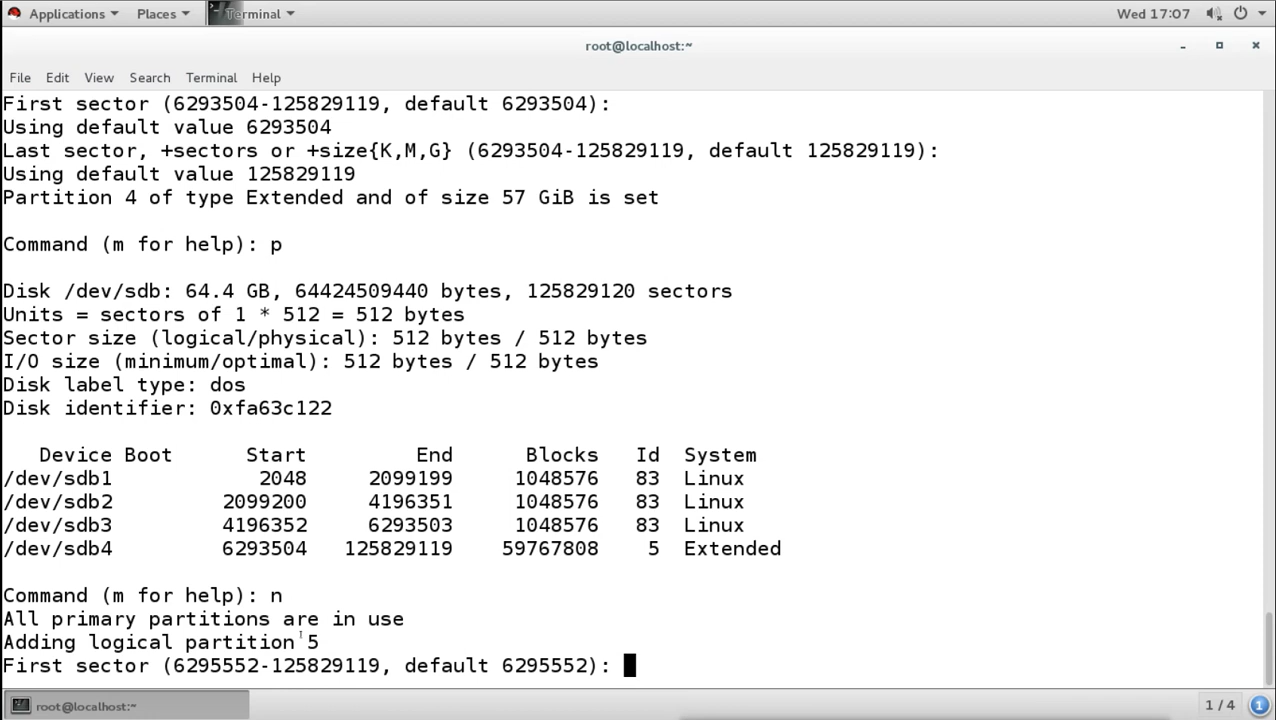 Applications Places Terminal Wed 17:07
root@localhost:~
File Edit View Search Terminal Help
First sector (6293504-125829119, default 6293504):
Using default value 6293504
Last sector, +sectors or +size{K,M,G} (6293504-125829119, default 125829119):
Using default value 125829119
Partition 4 of type Extended and of size 57 GiB is set
Command (m for help): p
Disk /dev/sdb: 64.4 GB, 64424509440 bytes, 125829120 sectors
Units = sectors of 1 * 512 = 512 bytes
Sector size (logical/physical): 512 bytes / 512 bytes
I/O size (minimum/optimal): 512 bytes / 512 bytes
Disk label type: dos
Disk identifier: 0xfa63c122
Device Boot Start End Blocks Id System
/dev/sdb1 2048 2099199 1048576 83 Linux
/dev/sdb2 2099200 4196351 1048576 83 Linux
/dev/sdb3 4196352 6293503 1048576 83 Linux
/dev/sdb4 6293504 125829119 59767808 5 Extended
Command (m for help): n
All primary partitions are in use
Adding logical partition 5
First sector (6295552-125829119, default 6295552):
root@localhost:~ 1 / 4 1